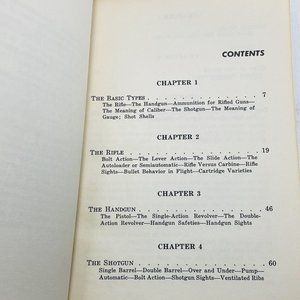 CONTENTS
CHAPTER 1
THE BASIC TYPES 7
The Rifle—The Handgun—Ammunition for Rifled Guns—
The Meaning of Caliber—The Shotgun—The Meaning of
Gauge; Shot Shells
CHAPTER 2
THE RIFLE 19
Bolt Action—The Lever Action—The Slide Action—The
Autoloader or Semiautomatic—Rifle Versus Carbine—Rifle
Sights—Bullet Behavior in Flight—Cartridge Varieties
CHAPTER 3
THE HANDGUN 46
The Pistol—The Single-Action Revolver—The Double-
Action Revolver—Handgun Safeties—Handgun Sights
CHAPTER 4
THE SHOTGUN 60
Single Barrel—Double Barrel—Over and Under—Pump—
Automatic—Bolt Action—Shotgun Sights—Ventilated Ribs